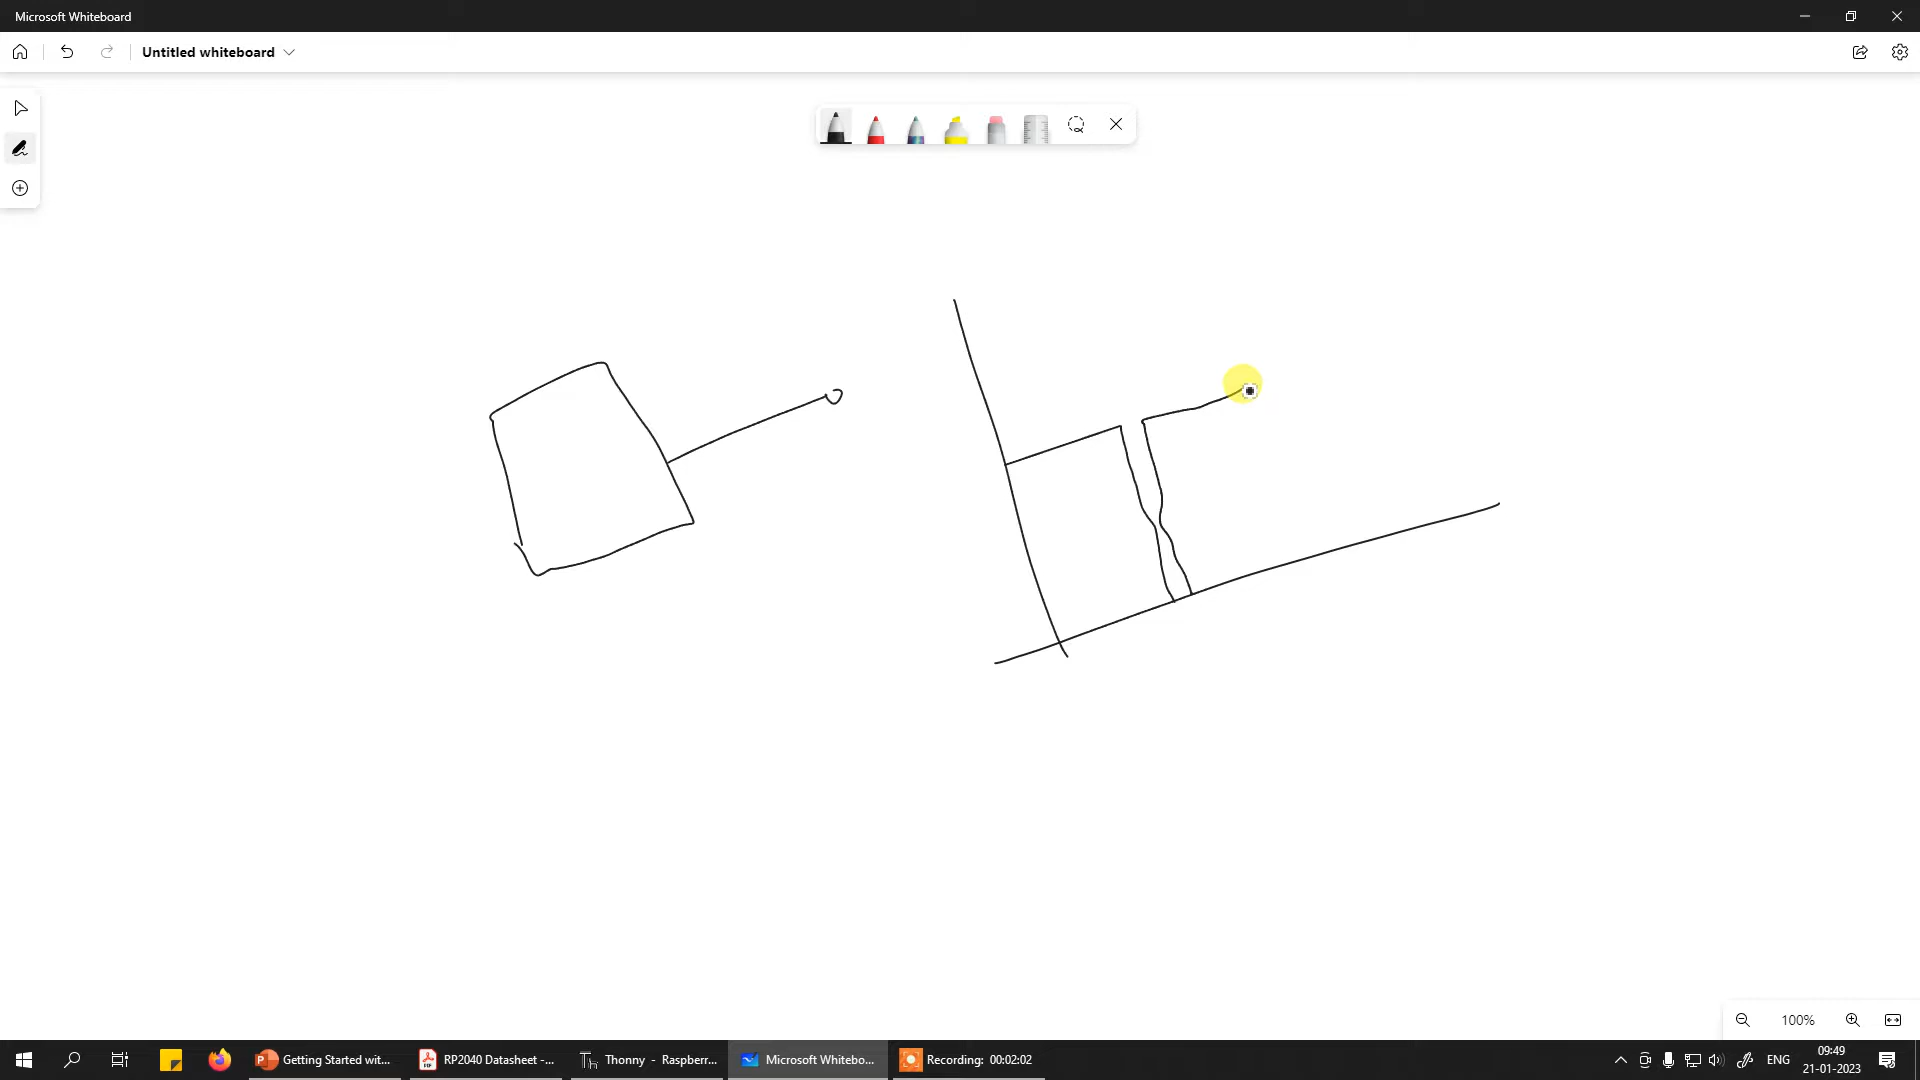 Microsoft Whiteboard
Untitled whiteboard
100%
Getting Started wit...
RP2040 Datasheet -...
Thonny - Raspberr...
Microsoft Whitebo...
Recording: 00:02:02
ENG
09:49
21-01-2023